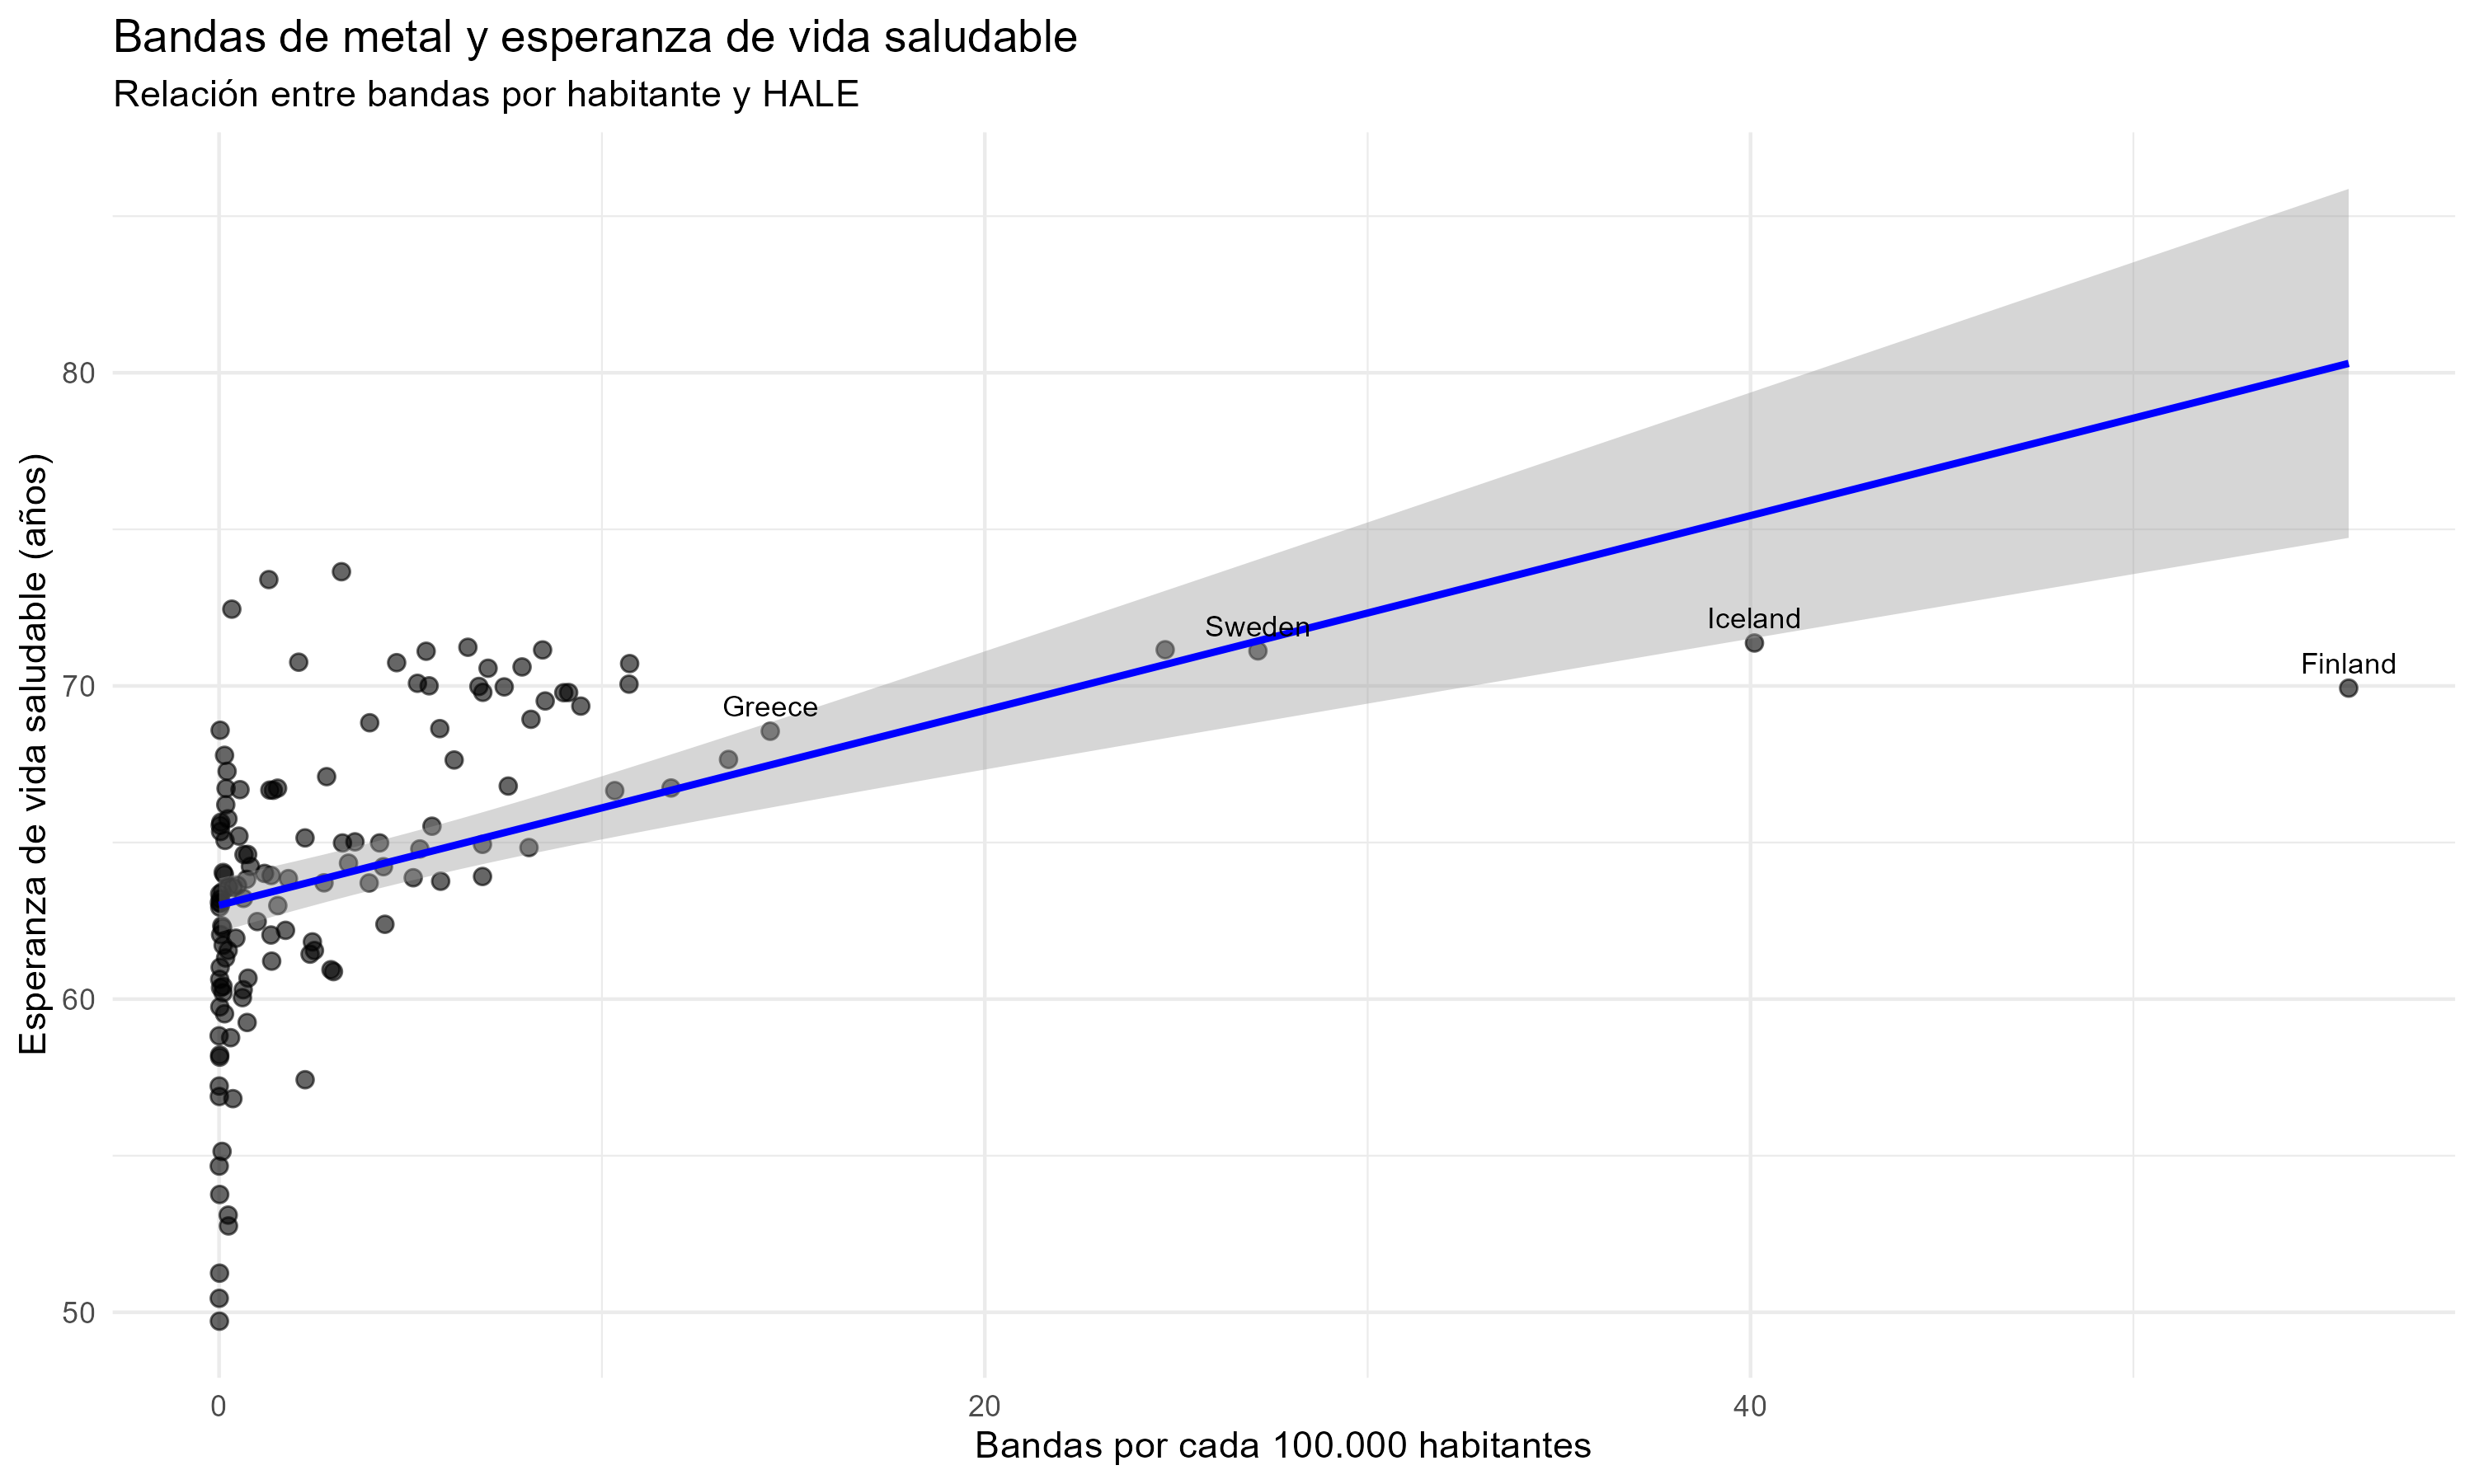 Bandas de metal y esperanza de vida saludable
Relación entre bandas por habitante y HALE
Esperanza de vida saludable (años)
80
70
60
50
Sweden
Iceland
Finland
Greece
0
20
40
Bandas por cada 100.000 habitantes